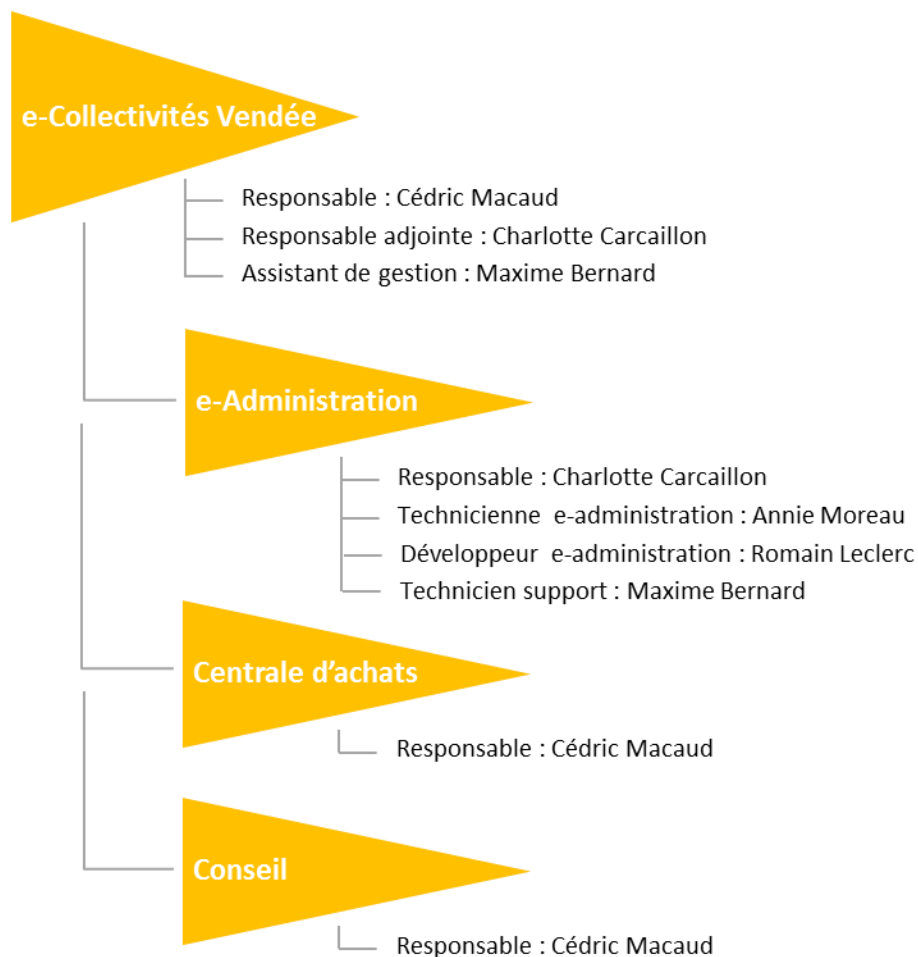 e-Collectivités Vendée
Responsable : Cédric Macaud
Responsable adjointe : Charlotte Carcaillon
Assistant de gestion : Maxime Bernard
e-Administration
Responsable : Charlotte Carcaillon
Technicienne e-administration : Annie Moreau
Développeur e-administration : Romain Leclerc
Technicien support : Maxime Bernard
Centrale d’achats
Responsable : Cédric Macaud
Conseil
Responsable : Cédric Macaud